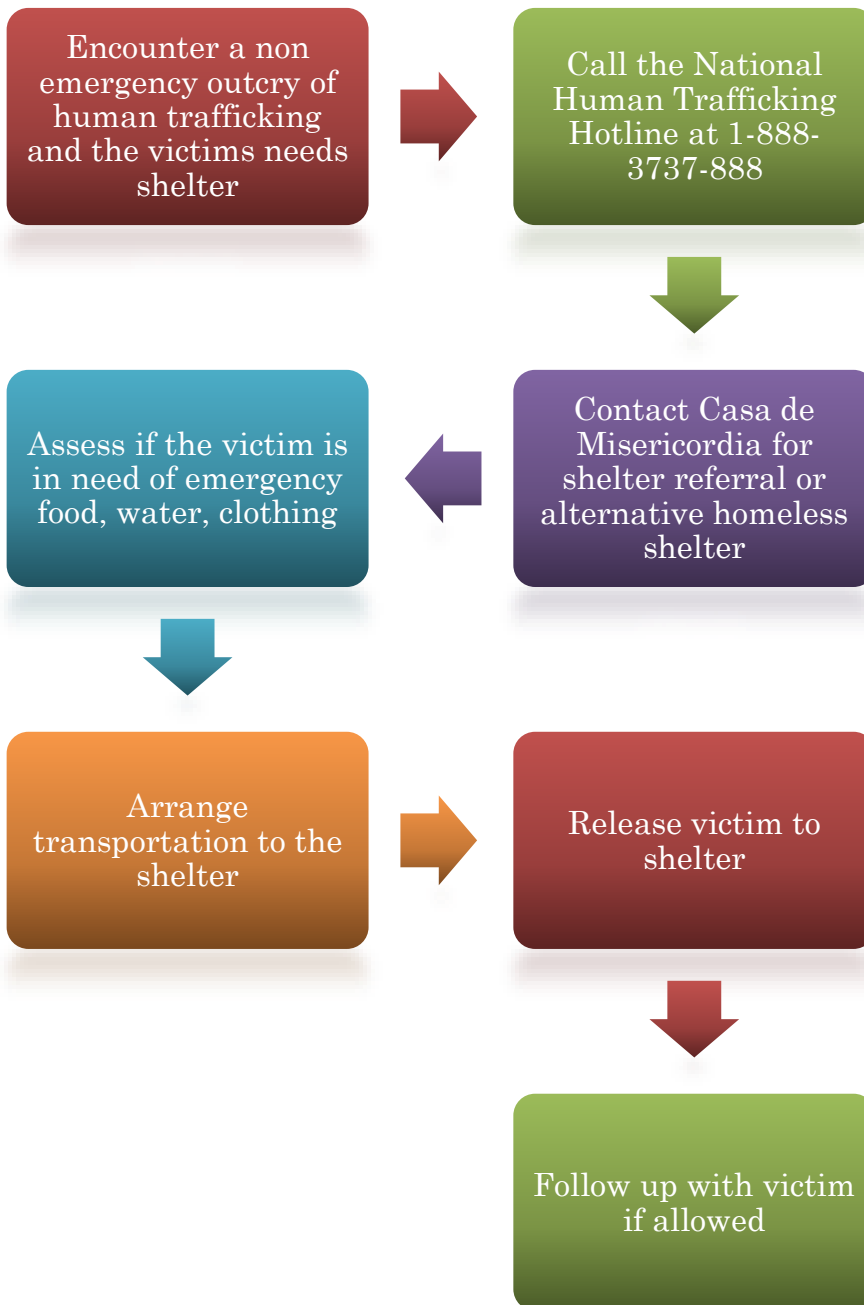 Encounter a non
emergency outcry of
human trafficking
and the victims needs
shelter
Call the National
Human Trafficking
Hotline at 1-888-
3737-888
Contact Casa de
Misericordia for
shelter referral or
alternative homeless
shelter
Assess if the victim is
in need of emergency
food, water, clothing
Arrange
transportation to the
shelter
Release victim to
shelter
Follow up with victim
if allowed